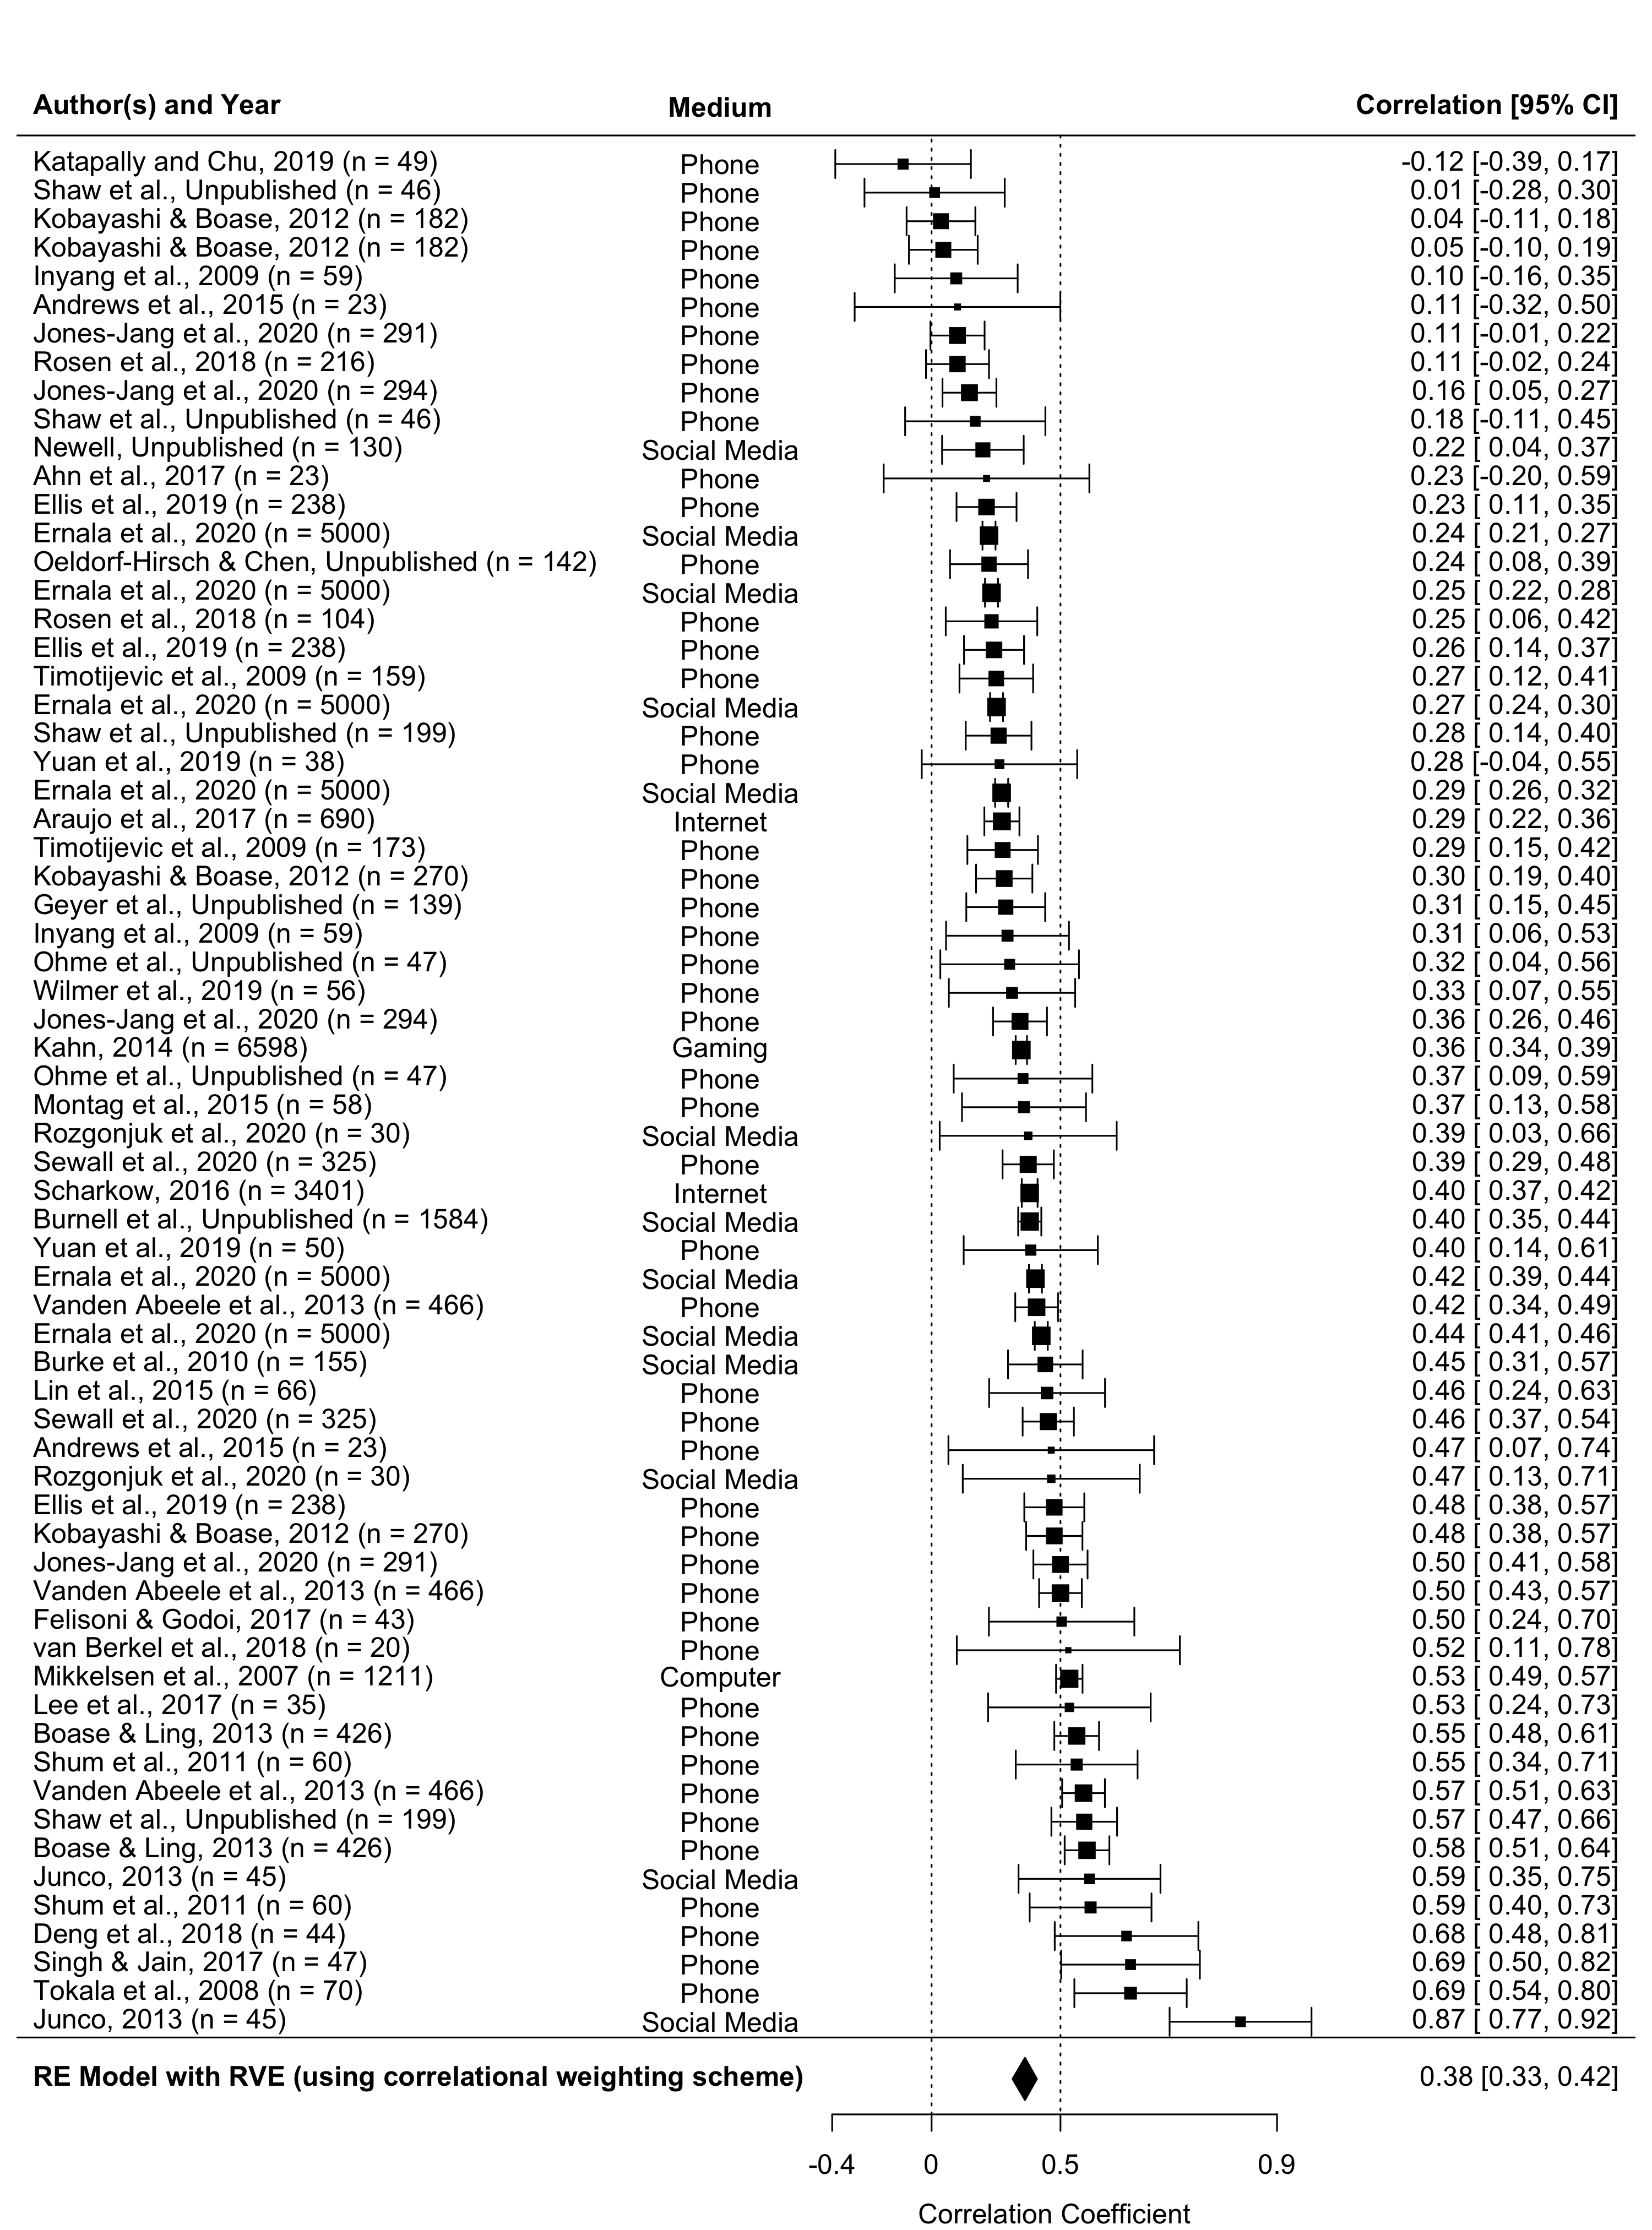 Author(s) and Year Medium Correlation [95% CI]
Katapally and Chu, 2019 (n = 49) Phone -0.12 [-0.39, 0.17]
Shaw et al., Unpublished (n = 46) Phone 0.01 [-0.28, 0.30]
Kobayashi & Boase, 2012 (n = 182) Phone 0.04 [-0.11, 0.18]
Kobayashi & Boase, 2012 (n = 182) Phone 0.05 [-0.10, 0.19]
Inyang et al., 2009 (n = 59) Phone 0.10 [-0.16, 0.35]
Andrews et al., 2015 (n = 23) Phone 0.11 [-0.32, 0.50]
Jones-Jang et al., 2020 (n = 291) Phone 0.11 [-0.01, 0.22]
Rosen et al., 2018 (n = 216) Phone 0.11 [-0.02, 0.24]
Jones-Jang et al., 2020 (n = 294) Phone 0.16 [ 0.05, 0.27]
Shaw et al., Unpublished (n = 46) Phone 0.18 [-0.11, 0.45]
Newell, Unpublished (n = 130) Social Media 0.22 [ 0.04, 0.37]
Ahn et al., 2017 (n = 23) Phone 0.23 [-0.20, 0.59]
Ellis et al., 2019 (n = 238) Phone 0.23 [ 0.11, 0.35]
Ernala et al., 2020 (n = 5000) Social Media 0.24 [ 0.21, 0.27]
Oeldorf-Hirsch & Chen, Unpublished (n = 142) Phone 0.24 [ 0.08, 0.39]
Ernala et al., 2020 (n = 5000) Social Media 0.25 [ 0.22, 0.28]
Rosen et al., 2018 (n = 104) Phone 0.25 [ 0.06, 0.42]
Ellis et al., 2019 (n = 238) Phone 0.26 [ 0.14, 0.37]
Timotijevic et al., 2009 (n = 159) Phone 0.27 [ 0.12, 0.41]
Ernala et al., 2020 (n = 5000) Social Media 0.27 [ 0.24, 0.30]
Shaw et al., Unpublished (n = 199) Phone 0.28 [ 0.14, 0.40]
Yuan et al., 2019 (n = 38) Phone 0.28 [-0.04, 0.55]
Ernala et al., 2020 (n = 5000) Social Media 0.29 [ 0.26, 0.32]
Araujo et al., 2017 (n = 690) Internet 0.29 [ 0.22, 0.36]
Timotijevic et al., 2009 (n = 173) Phone 0.29 [ 0.15, 0.42]
Kobayashi & Boase, 2012 (n = 270) Phone 0.30 [ 0.19, 0.40]
Geyer et al., Unpublished (n = 139) Phone 0.31 [ 0.15, 0.45]
Inyang et al., 2009 (n = 59) Phone 0.31 [ 0.06, 0.53]
Ohme et al., Unpublished (n = 47) Phone 0.32 [ 0.04, 0.56]
Wilmer et al., 2019 (n = 56) Phone 0.33 [ 0.07, 0.55]
Jones-Jang et al., 2020 (n = 294) Phone 0.36 [ 0.26, 0.46]
Kahn, 2014 (n = 6598) Gaming 0.36 [ 0.34, 0.39]
Ohme et al., Unpublished (n = 47) Phone 0.37 [ 0.09, 0.59]
Montag et al., 2015 (n = 58) Phone 0.37 [ 0.13, 0.58]
Rozgonjuk et al., 2020 (n = 30) Social Media 0.39 [ 0.03, 0.66]
Sewall et al., 2020 (n = 325) Phone 0.39 [ 0.29, 0.48]
Scharkow, 2016 (n = 3401) Internet 0.40 [ 0.37, 0.42]
Burnell et al., Unpublished (n = 1584) Social Media 0.40 [ 0.35, 0.44]
Yuan et al., 2019 (n = 50) Phone 0.40 [ 0.14, 0.61]
Ernala et al., 2020 (n = 5000) Social Media 0.42 [ 0.39, 0.44]
Vanden Abeele et al., 2013 (n = 466) Phone 0.42 [ 0.34, 0.49]
Ernala et al., 2020 (n = 5000) Social Media 0.44 [ 0.41, 0.46]
Burke et al., 2010 (n = 155) Social Media 0.45 [ 0.31, 0.57]
Lin et al., 2015 (n = 66) Phone 0.46 [ 0.24, 0.63]
Sewall et al., 2020 (n = 325) Phone 0.46 [ 0.37, 0.54]
Andrews et al., 2015 (n = 23) Phone 0.47 [ 0.07, 0.74]
Rozgonjuk et al., 2020 (n = 30) Social Media 0.47 [ 0.13, 0.71]
Ellis et al., 2019 (n = 238) Phone 0.48 [ 0.38, 0.57]
Kobayashi & Boase, 2012 (n = 270) Phone 0.48 [ 0.38, 0.57]
Jones-Jang et al., 2020 (n = 291) Phone 0.50 [ 0.41, 0.58]
Vanden Abeele et al., 2013 (n = 466) Phone 0.50 [ 0.43, 0.57]
Felisoni & Godoi, 2017 (n = 43) Phone 0.50 [ 0.24, 0.70]
van Berkel et al., 2018 (n = 20) Phone 0.52 [ 0.11, 0.78]
Mikkelsen et al., 2007 (n = 1211) Computer 0.53 [ 0.49, 0.57]
Lee et al., 2017 (n = 35) Phone 0.53 [ 0.24, 0.73]
Boase & Ling, 2013 (n = 426) Phone 0.55 [ 0.48, 0.61]
Shum et al., 2011 (n = 60) Phone 0.55 [ 0.34, 0.71]
Vanden Abeele et al., 2013 (n = 466) Phone 0.57 [ 0.51, 0.63]
Shaw et al., Unpublished (n = 199) Phone 0.57 [ 0.47, 0.66]
Boase & Ling, 2013 (n = 426) Phone 0.58 [ 0.51, 0.64]
Junco, 2013 (n = 45) Social Media 0.59 [ 0.35, 0.75]
Shum et al., 2011 (n = 60) Phone 0.59 [ 0.40, 0.73]
Deng et al., 2018 (n = 44) Phone 0.68 [ 0.48, 0.81]
Singh & Jain, 2017 (n = 47) Phone 0.69 [ 0.50, 0.82]
Tokala et al., 2008 (n = 70) Phone 0.69 [ 0.54, 0.80]
Junco, 2013 (n = 45) Social Media 0.87 [ 0.77, 0.92]
RE Model with RVE (using correlational weighting scheme) 0.38 [0.33, 0.42]
-0.4 0 0.5 0.9
Correlation Coefficient